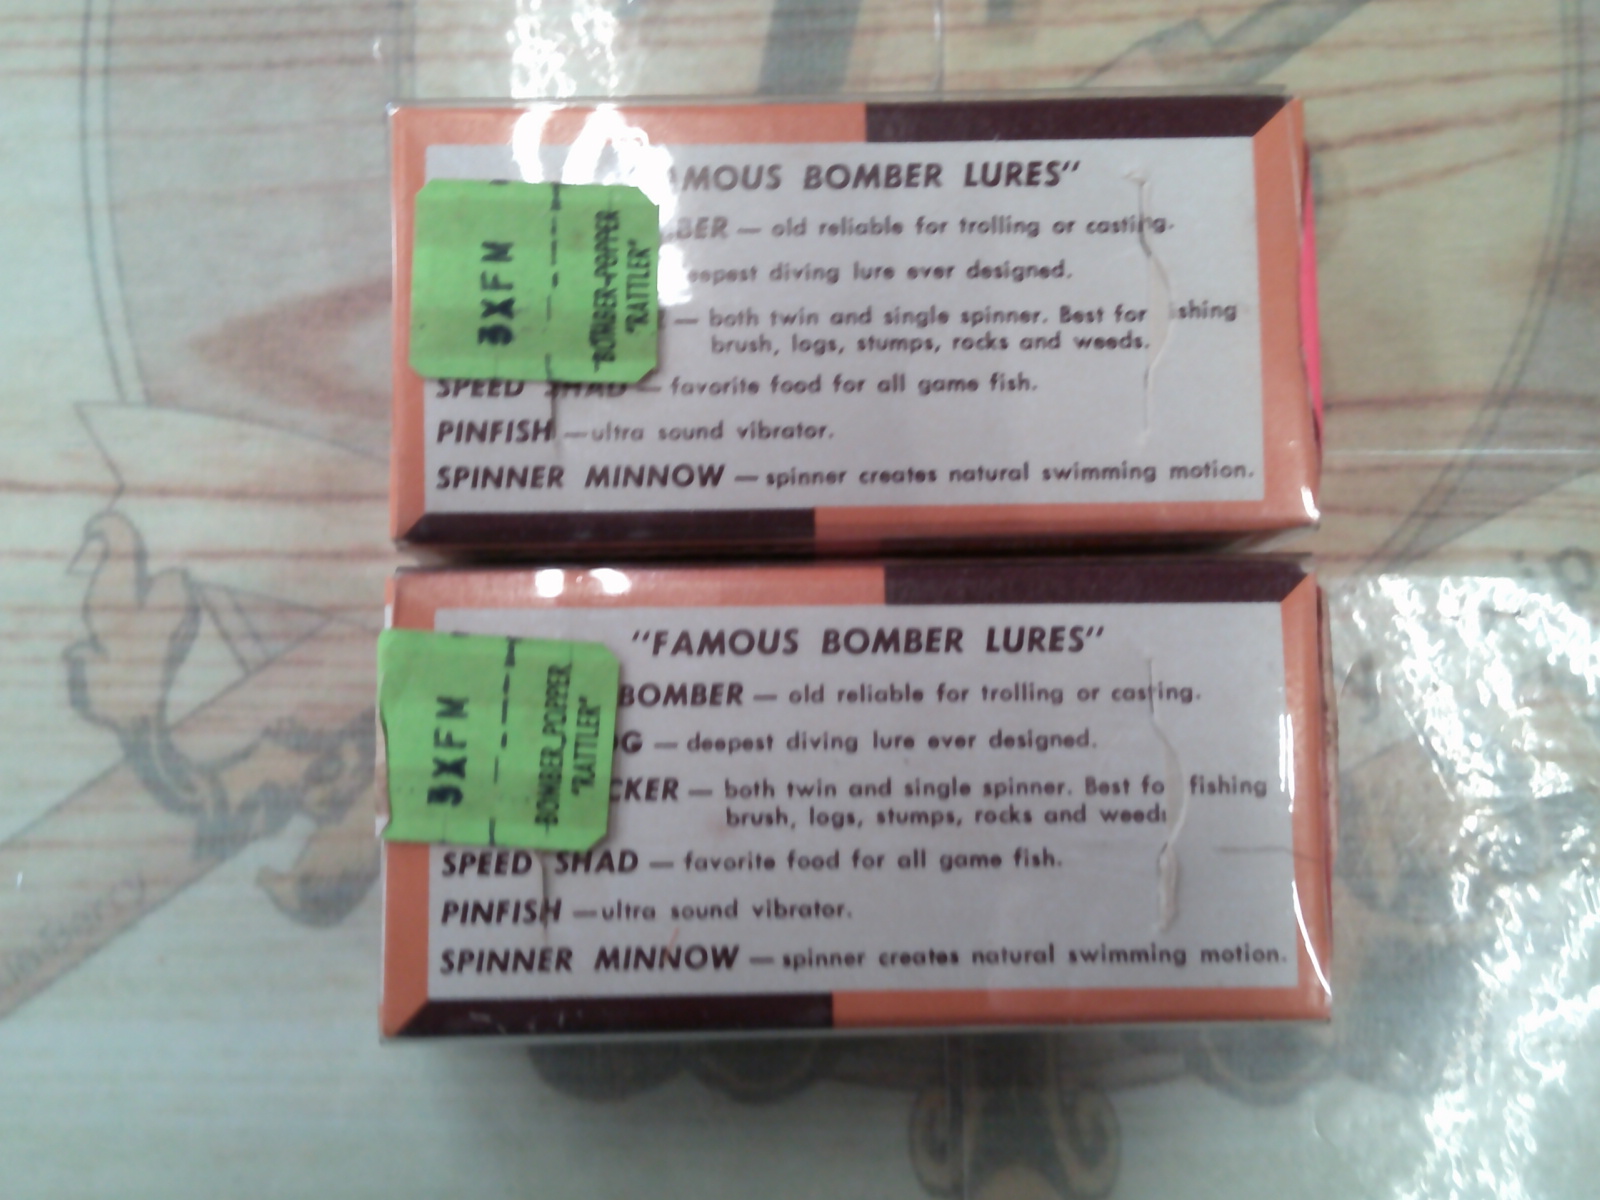 MOUS BOMBER LURES"
BER — old reliable for trolling or casting.
eepest diving lure ever designed.
— both twin and single spinner. Best for shing
brush, logs, stumps, rocks and weeds.
SPEED SHAD — favorite food for all game fish.
PINFISH — ultra sound vibrator.
SPINNER MINNOW — spinner creates natural swimming motion.
3XFM
"BOMBER-POPPER
"RATTLER"
"FAMOUS BOMBER LURES"
BOMBER — old reliable for trolling or casting.
OG — deepest diving lure ever designed.
CKER — both twin and single spinner. Best fo fishing
brush, logs, stumps, rocks and weeds
SPEED SHAD — favorite food for all game fish.
PINFISH — ultra sound vibrator.
SPINNER MINNOW — spinner creates natural swimming motion.
3XFM
BOMBER POPPER
"RATTLER"